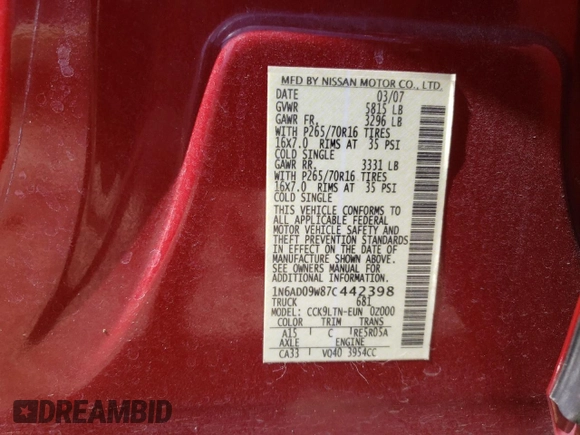 MFD BY NISSAN MOTOR CO., LTD.
DATE 03/07
GVWR 5815 LB
GAWR FR. 3296 LB
WITH P265/70R16 TIRES
16X7.0 RIMS AT 35 PSI
COLD SINGLE
GAWR RR. 3331 LB
WITH P265/70R16 TIRES
16X7.0 RIMS AT 35 PSI
COLD SINGLE
THIS VEHICLE CONFORMS TO
ALL APPLICABLE FEDERAL
MOTOR VEHICLE SAFETY AND
THEFT PREVENTION STANDARDS
IN EFFECT ON THE DATE OF
MANUFACTURE SHOWN ABOVE.
SEE OWNERS MANUAL FOR
ADDITIONAL INFORMATION.
1N6AD09W87C442398
TRUCK 681
MODEL: CCK9LTN-EUN 02000
COLOR TRIM TRANS
A15 C RE5R05A
AXLE ENGINE
CA33 VQ40 3954CC
DREAMBID